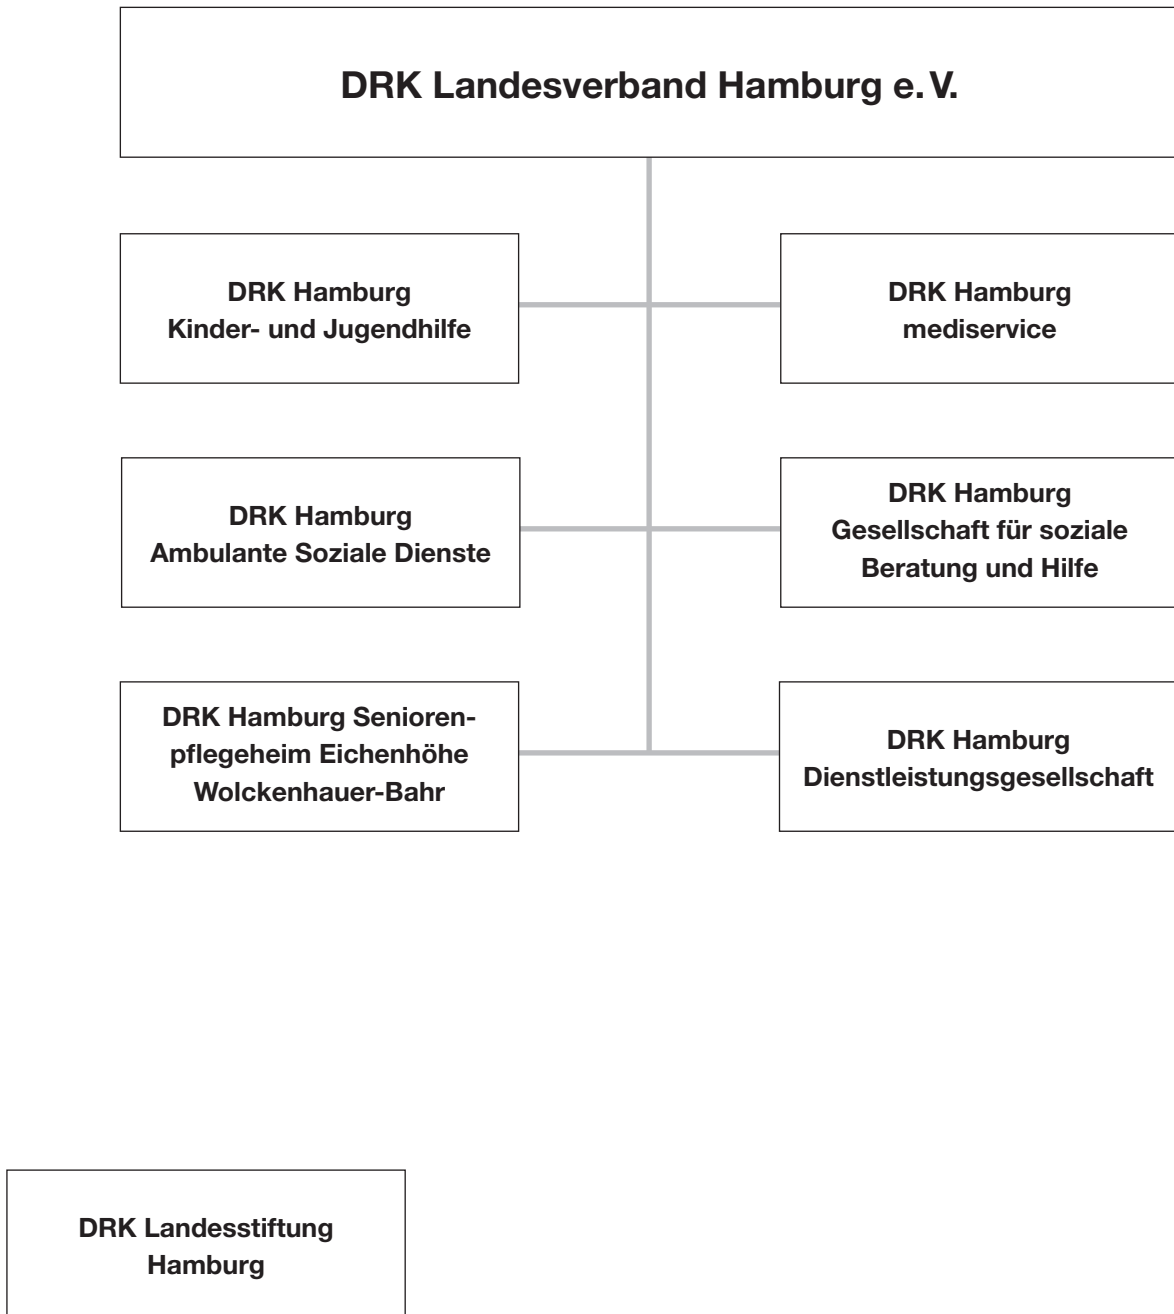 DRK Landesverband Hamburg e. V.
DRK Hamburg
Kinder- und Jugendhilfe
DRK Hamburg
mediservice
DRK Hamburg
Ambulante Soziale Dienste
DRK Hamburg
Gesellschaft für soziale
Beratung und Hilfe
DRK Hamburg Senioren-
pflegeheim Eichenhöhe
Wolckenhauer-Bahr
DRK Hamburg
Dienstleistungsgesellschaft
DRK Landesstiftung
Hamburg